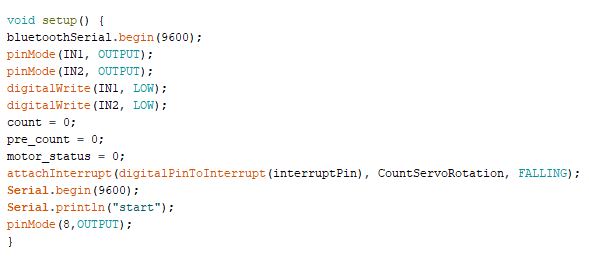 void setup() {
bluetoothSerial.begin(9600);
pinMode(IN1, OUTPUT);
pinMode(IN2, OUTPUT);
digitalWrite(IN1, LOW);
digitalWrite(IN2, LOW);
count = 0;
pre_count = 0;
motor_status = 0;
attachInterrupt(digitalPinToInterrupt(interruptPin), CountServoRotation, FALLING);
Serial.begin(9600);
Serial.println("start");
pinMode(8,OUTPUT);
}